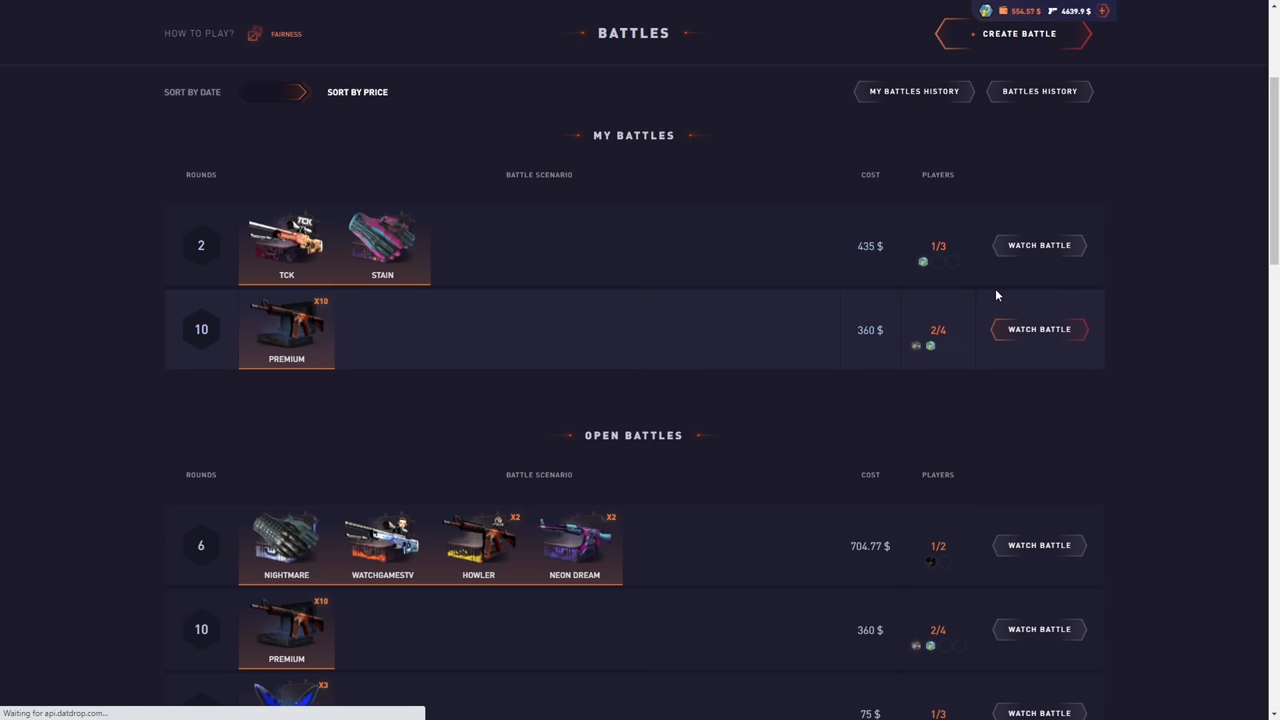 554.57 $ 4639.9 $
HOW TO PLAY? FAIRNESS BATTLES CREATE BATTLE
SORT BY DATE SORT BY PRICE MY BATTLES HISTORY BATTLES HISTORY
MY BATTLES
ROUNDS BATTLE SCENARIO COST PLAYERS
2 TCK STAIN 435 $ 1/3 WATCH BATTLE
X10
10 360 $ 2/4 WATCH BATTLE
PREMIUM
OPEN BATTLES
ROUNDS BATTLE SCENARIO COST PLAYERS
X2 X2
6 704.77 $ 1/2 WATCH BATTLE
NIGHTMARE WATCHGAMESTV HOWLER NEON DREAM
X10
10 360 $ 2/4 WATCH BATTLE
PREMIUM
X3
75 $ 1/3 WATCH BATTLE
Waiting for api.datdrop.com...